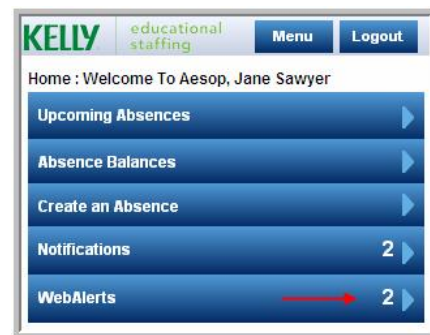 KELLY educational staffing Menu Logout
Home : Welcome To Aesop, Jane Sawyer
Upcoming Absences
Absence Balances
Create an Absence
Notifications 2
WebAlerts 2